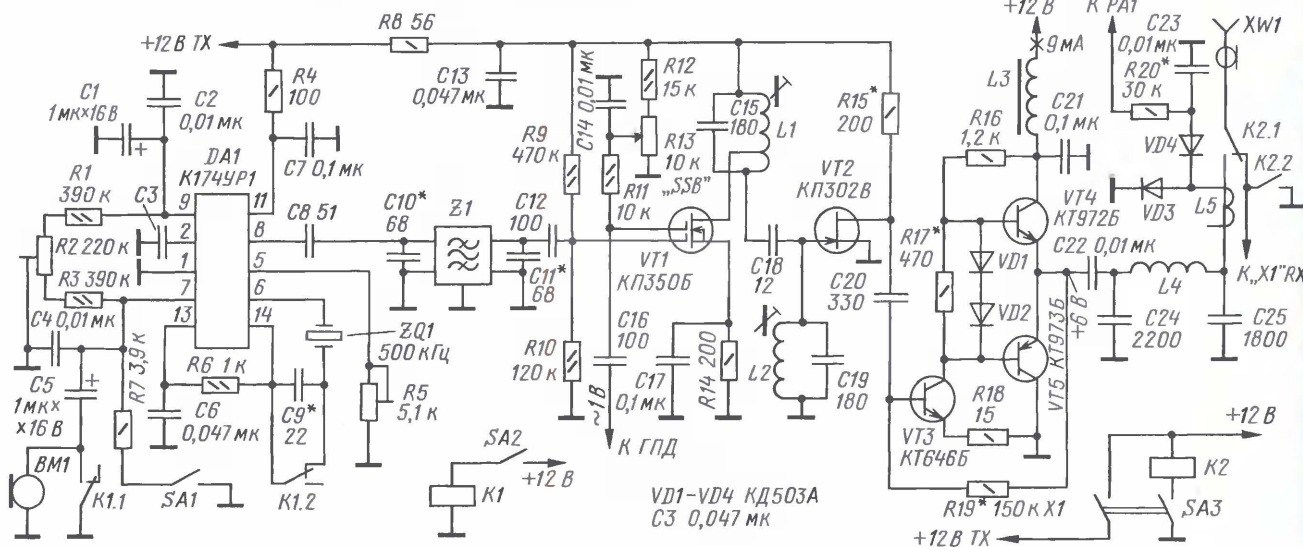 +12 В TX
R8 56
C1
1мк×16В
C2
0,01 мк
R4
100
C13
0,047 мк
C7 0,1 мк
DA1
К174УР1
R1
390 к
C3
R2 220 к
R3 390 к
9
2
1
7
13
11
8
5
6
14
C8 51
C10*
68
Z1
C12
100
C11*
68
C4 0,01 мк
C5
1мк×
×16 В
R7 3,9 к
R6 1 к
C6
0,047 мк
C9*
22
ZQ1
500 кГц
R5
5,1 к
BM1
K1.1
SA1
K1.2
R9
470 к
R10
120 к
C14 0,01 мк
R12
15 к
R13
10 к
„SSB"
R11
10 к
C15
180
L1
VT1
КП350Б
C16
100
~1 В
К ГПД
C17
0,1 мк
R14 200
C18
12
L2
C19
180
VT2
КП302В
R15*
200
C20
330
SA2
+12 В
K1
VD1-VD4 КД503А
C3 0,047 мк
+12 В
9 мА
L3
R16
1,2 к
C21
0,1 мк
R17*
470
VD1
VD2
VT4
КТ972Б
VT5 КТ973Б
VT3
КТ646Б
R18
15
R19* 150 к X1
+6 В
C22 0,01 мк
L4
C24
2200
C25
1800
К РА1
C23
0,01 мк
R20*
30 к
VD4
VD3
L5
XW1
K2.1
K2.2
К „X1" RX
+12 В
K2
SA3
+12 В TX